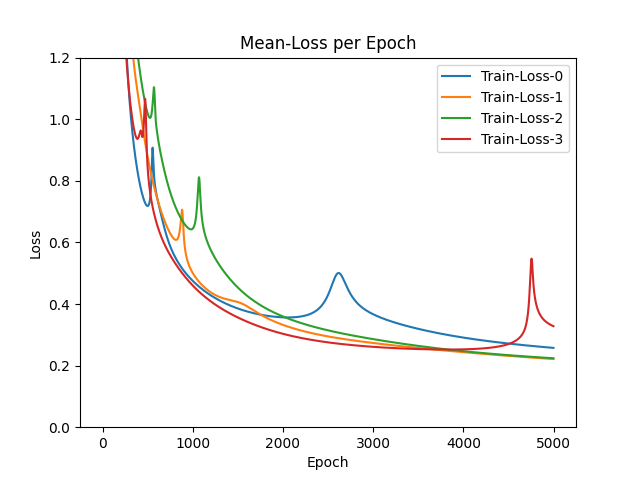 Mean-Loss per Epoch
1.2
1.0
0.8
0.6
0.4
0.2
0.0
Loss
Train-Loss-0
Train-Loss-1
Train-Loss-2
Train-Loss-3
0 1000 2000 3000 4000 5000
Epoch